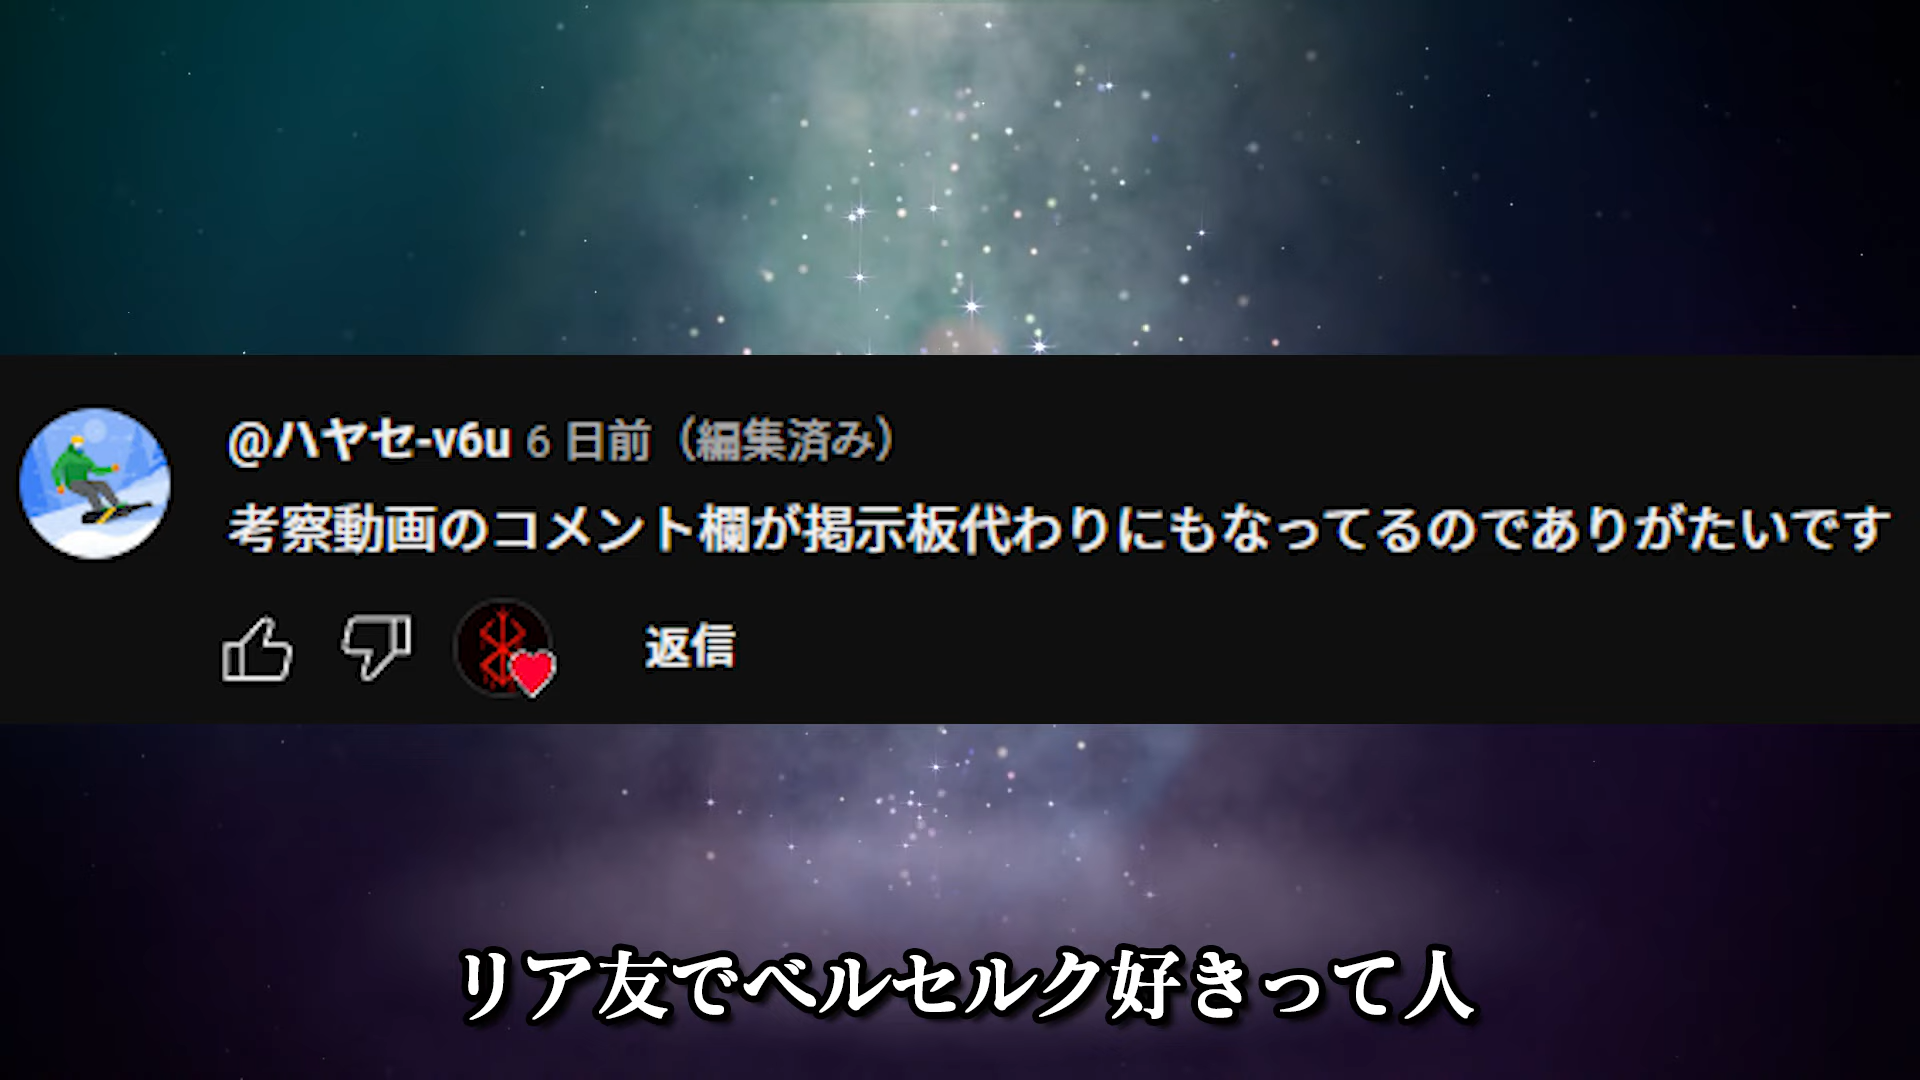 @ハヤセ-v6u 6 日前（編集済み）
考察動画のコメント欄が掲示板代わりにもなってるのでありがたいです
返信
リア友でベルセルク好きって人